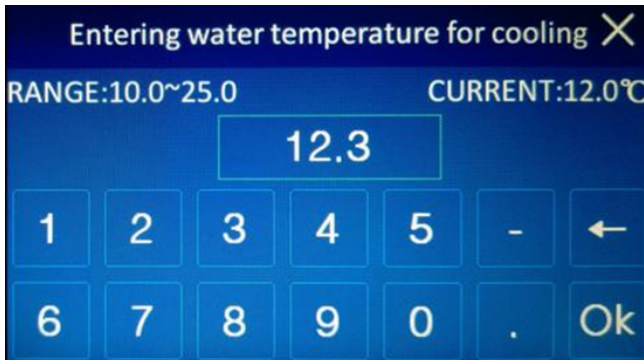 Entering water temperature for cooling ×
RANGE:10.0~25.0 CURRENT:12.0℃
12.3
1 2 3 4 5 - ←
6 7 8 9 0 . Ok